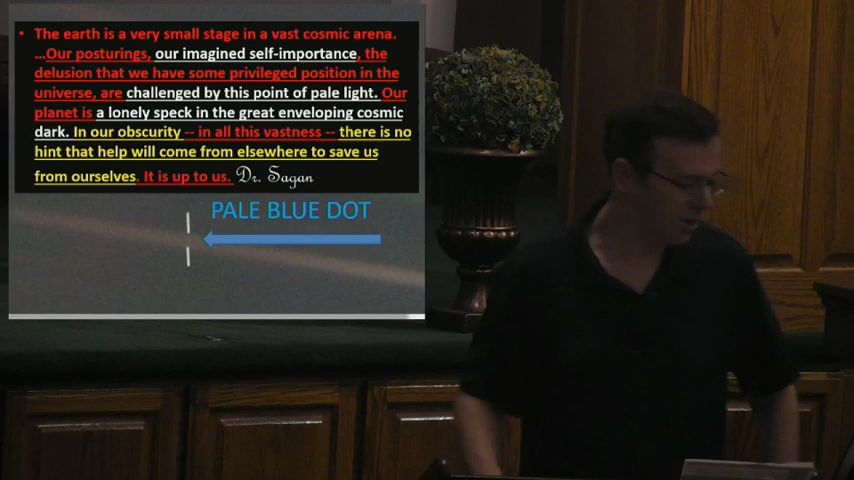 • The earth is a very small stage in a vast cosmic arena.
...Our posturings, our imagined self-importance, the
delusion that we have some privileged position in the
universe, are challenged by this point of pale light. Our
planet is a lonely speck in the great enveloping cosmic
dark. In our obscurity -- in all this vastness -- there is no
hint that help will come from elsewhere to save us
from ourselves. It is up to us. Dr. Sagan
PALE BLUE DOT